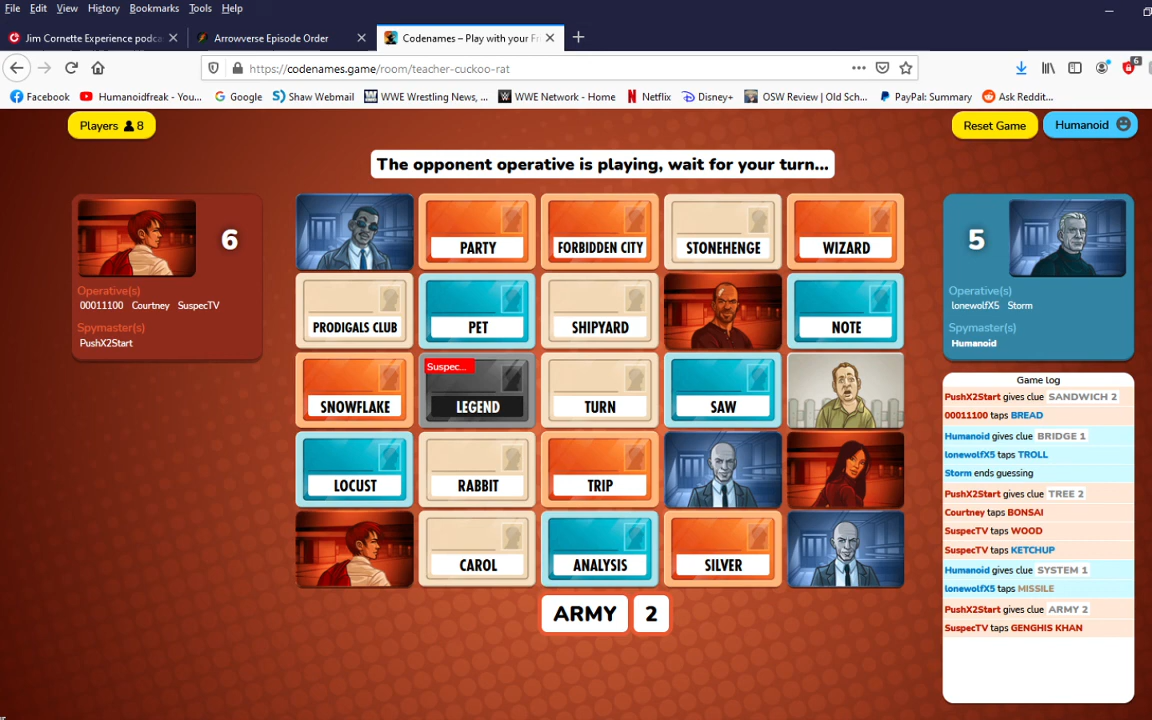 File Edit View History Bookmarks Tools Help
Jim Cornette Experience podca
Arrowverse Episode Order
Codenames – Play with your Fr
https://codenames.game/room/teacher-cuckoo-rat
6
Facebook
Humanoidfreak - You...
Google
Shaw Webmail
WWE Wrestling News, ...
WWE Network - Home
Netflix
Disney+
OSW Review | Old Sch...
PayPal: Summary
Ask Reddit...
Players 8
Reset Game
Humanoid
The opponent operative is playing, wait for your turn...
6
Operative(s)
00011100 Courtney SuspecTV
Spymaster(s)
PushX2Start
PARTY
FORBIDDEN CITY
STONEHENGE
WIZARD
PRODIGALS CLUB
PET
SHIPYARD
NOTE
SNOWFLAKE
Suspec...
LEGEND
TURN
SAW
LOCUST
RABBIT
TRIP
CAROL
ANALYSIS
SILVER
ARMY 2
5
Operative(s)
lonewolfX5 Storm
Spymaster(s)
Humanoid
Game log
PushX2Start gives clue SANDWICH 2
00011100 taps BREAD
Humanoid gives clue BRIDGE 1
lonewolfX5 taps TROLL
Storm ends guessing
PushX2Start gives clue TREE 2
Courtney taps BONSAI
SuspecTV taps WOOD
SuspecTV taps KETCHUP
Humanoid gives clue SYSTEM 1
lonewolfX5 taps MISSILE
PushX2Start gives clue ARMY 2
SuspecTV taps GENGHIS KHAN